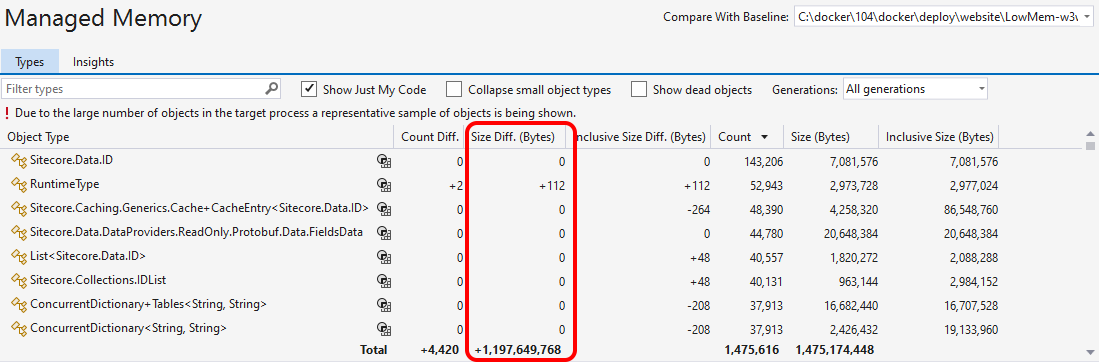 Managed Memory
Compare With Baseline: C:\docker\104\docker\deploy\website\LowMem-w3\
Types Insights
Filter types Show Just My Code Collapse small object types Show dead objects Generations: All generations
! Due to the large number of objects in the target process a representative sample of objects is being shown.
Object Type Count Diff. Size Diff. (Bytes) Inclusive Size Diff. (Bytes) Count Size (Bytes) Inclusive Size (Bytes)
Sitecore.Data.ID 0 0 0 143,206 7,081,576 7,081,576
RuntimeType +2 +112 +112 52,943 2,973,728 2,977,024
Sitecore.Caching.Generics.Cache+CacheEntry<Sitecore.Data.ID> 0 0 -264 48,390 4,258,320 86,548,760
Sitecore.Data.DataProviders.ReadOnly.Protobuf.Data.FieldsData 0 0 0 44,780 20,648,384 20,648,384
List<Sitecore.Data.ID> 0 0 +48 40,557 1,820,272 2,088,288
Sitecore.Collections.IDList 0 0 +48 40,131 963,144 2,984,152
ConcurrentDictionary+Tables<String, String> 0 0 -208 37,913 16,682,440 16,707,528
ConcurrentDictionary<String, String> 0 0 -208 37,913 2,426,432 19,133,960
Total +4,420 +1,197,649,768 1,475,616 1,475,174,448